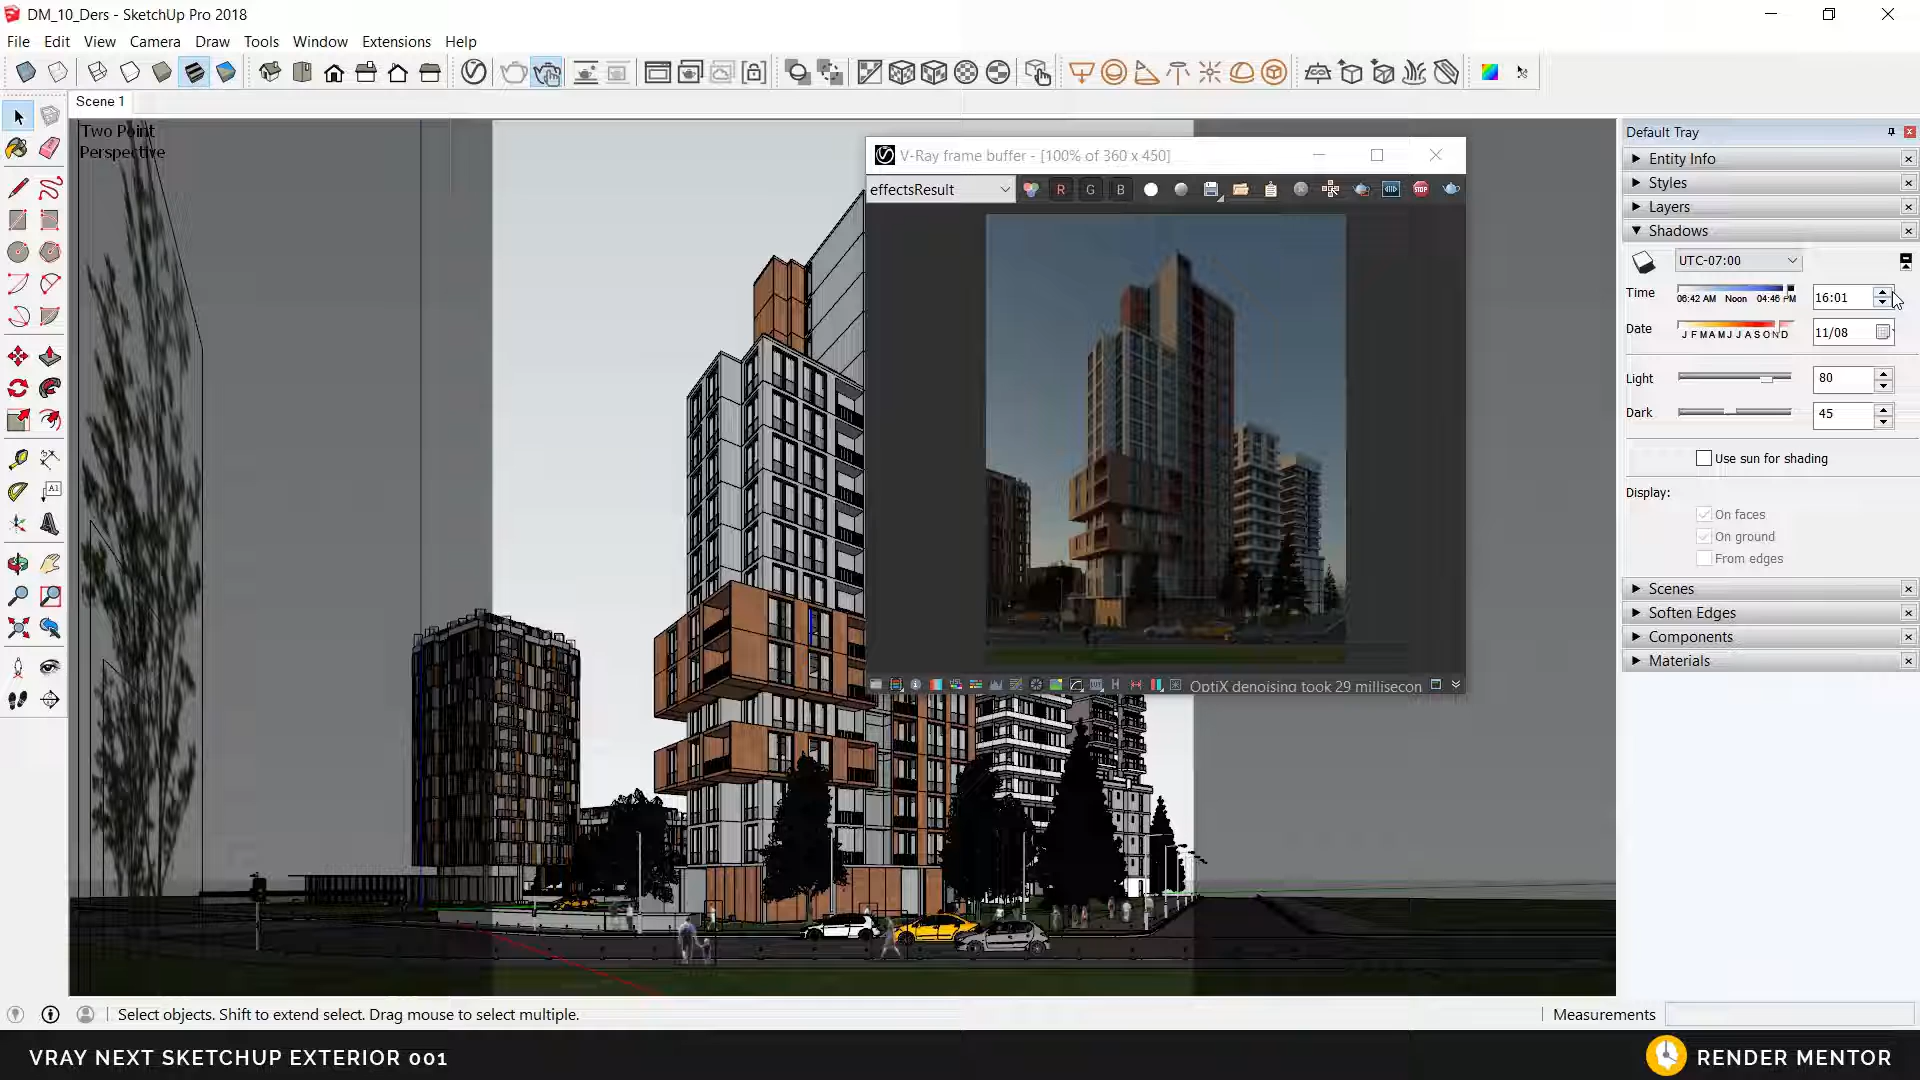 DM_10_Ders - SketchUp Pro 2018
File Edit View Camera Draw Tools Window Extensions Help
Scene 1
Two Point
Perspective
V-Ray frame buffer - [100% of 360 x 450]
effectsResult
R G B
STOP
OptiX denoising took 29 millisecon
Default Tray
Entity Info
Styles
Layers
Shadows
UTC-07:00
Time
06:42 AM Noon 04:46 PM
16:01
Date
J F M A M J J A S O N D
11/08
Light 80
Dark 45
Use sun for shading
Display:
On faces
On ground
From edges
Scenes
Soften Edges
Components
Materials
Select objects. Shift to extend select. Drag mouse to select multiple.
Measurements
VRAY NEXT SKETCHUP EXTERIOR 001
RENDER MENTOR